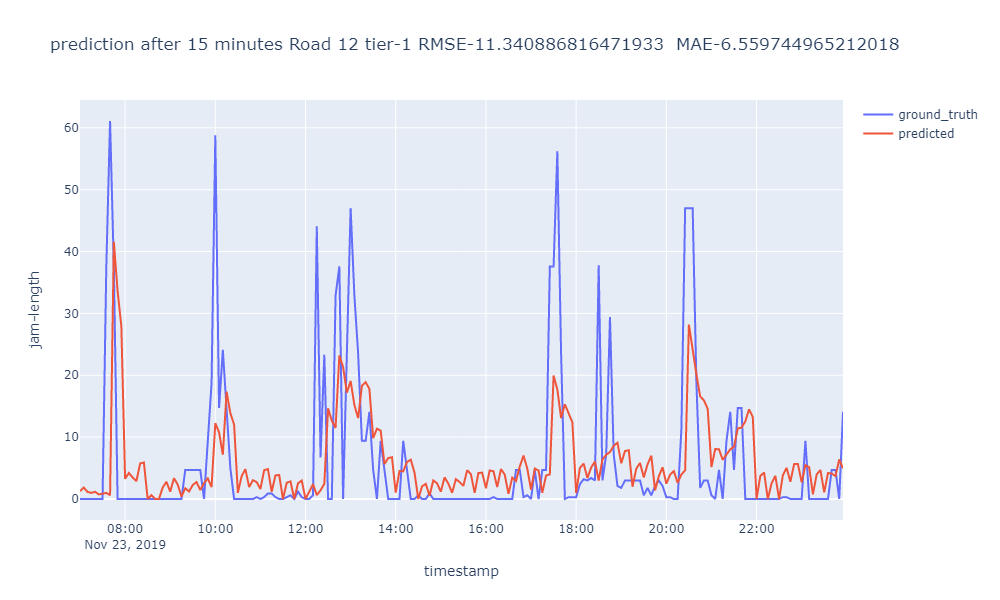 prediction after 15 minutes Road 12 tier-1 RMSE-11.340886816471933  MAE-6.559744965212018
ground_truth
predicted
60
50
40
30
20
10
0
jam-length
08:00 10:00 12:00 14:00 16:00 18:00 20:00 22:00
Nov 23, 2019
timestamp